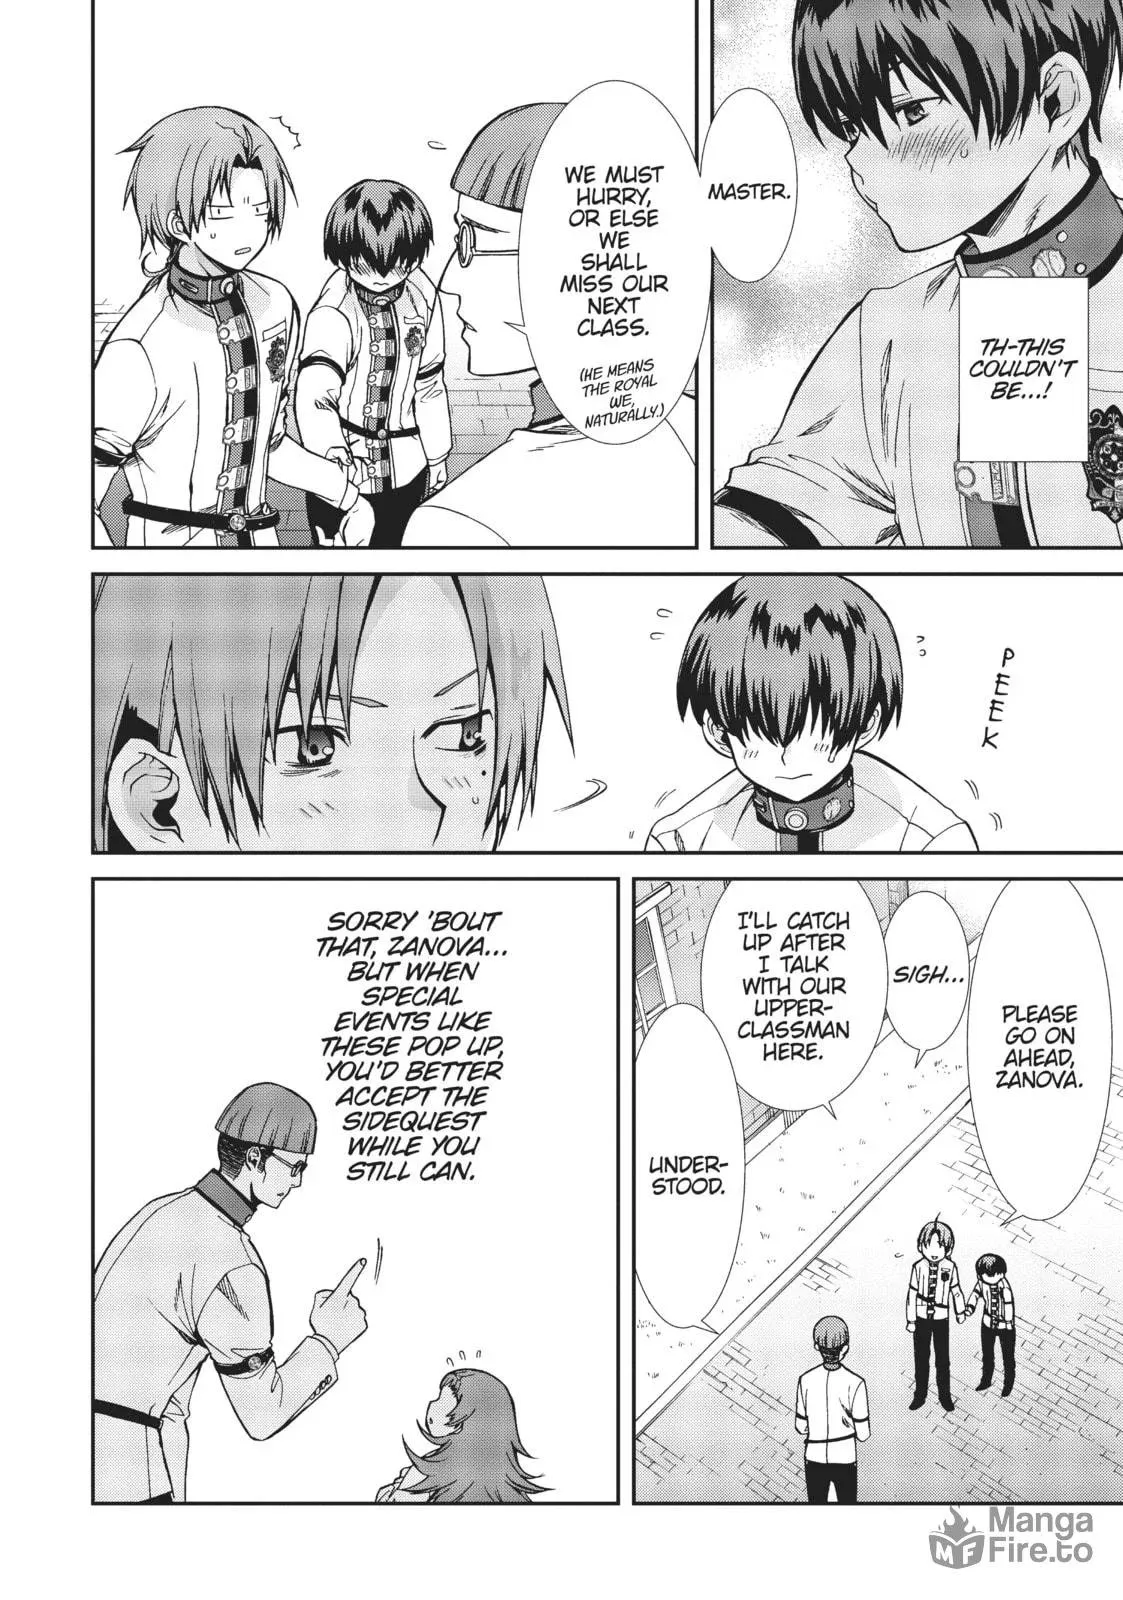 TH-THIS
COULDN'T
BE...!
MASTER.
WE MUST
HURRY,
OR ELSE
WE
SHALL
MISS OUR
NEXT
CLASS.
(HE MEANS
THE ROYAL
WE,
NATURALLY.)
PEEK
PLEASE
GO ON
AHEAD,
ZANOVA.
SIGH...
I'LL CATCH
UP AFTER
I TALK
WITH OUR
UPPER-
CLASSMAN
HERE.
UNDER-
STOOD.
SORRY 'BOUT
THAT, ZANOVA...
BUT WHEN
SPECIAL
EVENTS LIKE
THESE POP UP,
YOU'D BETTER
ACCEPT THE
SIDEQUEST
WHILE YOU
STILL CAN.
MF
Manga
Fire.to